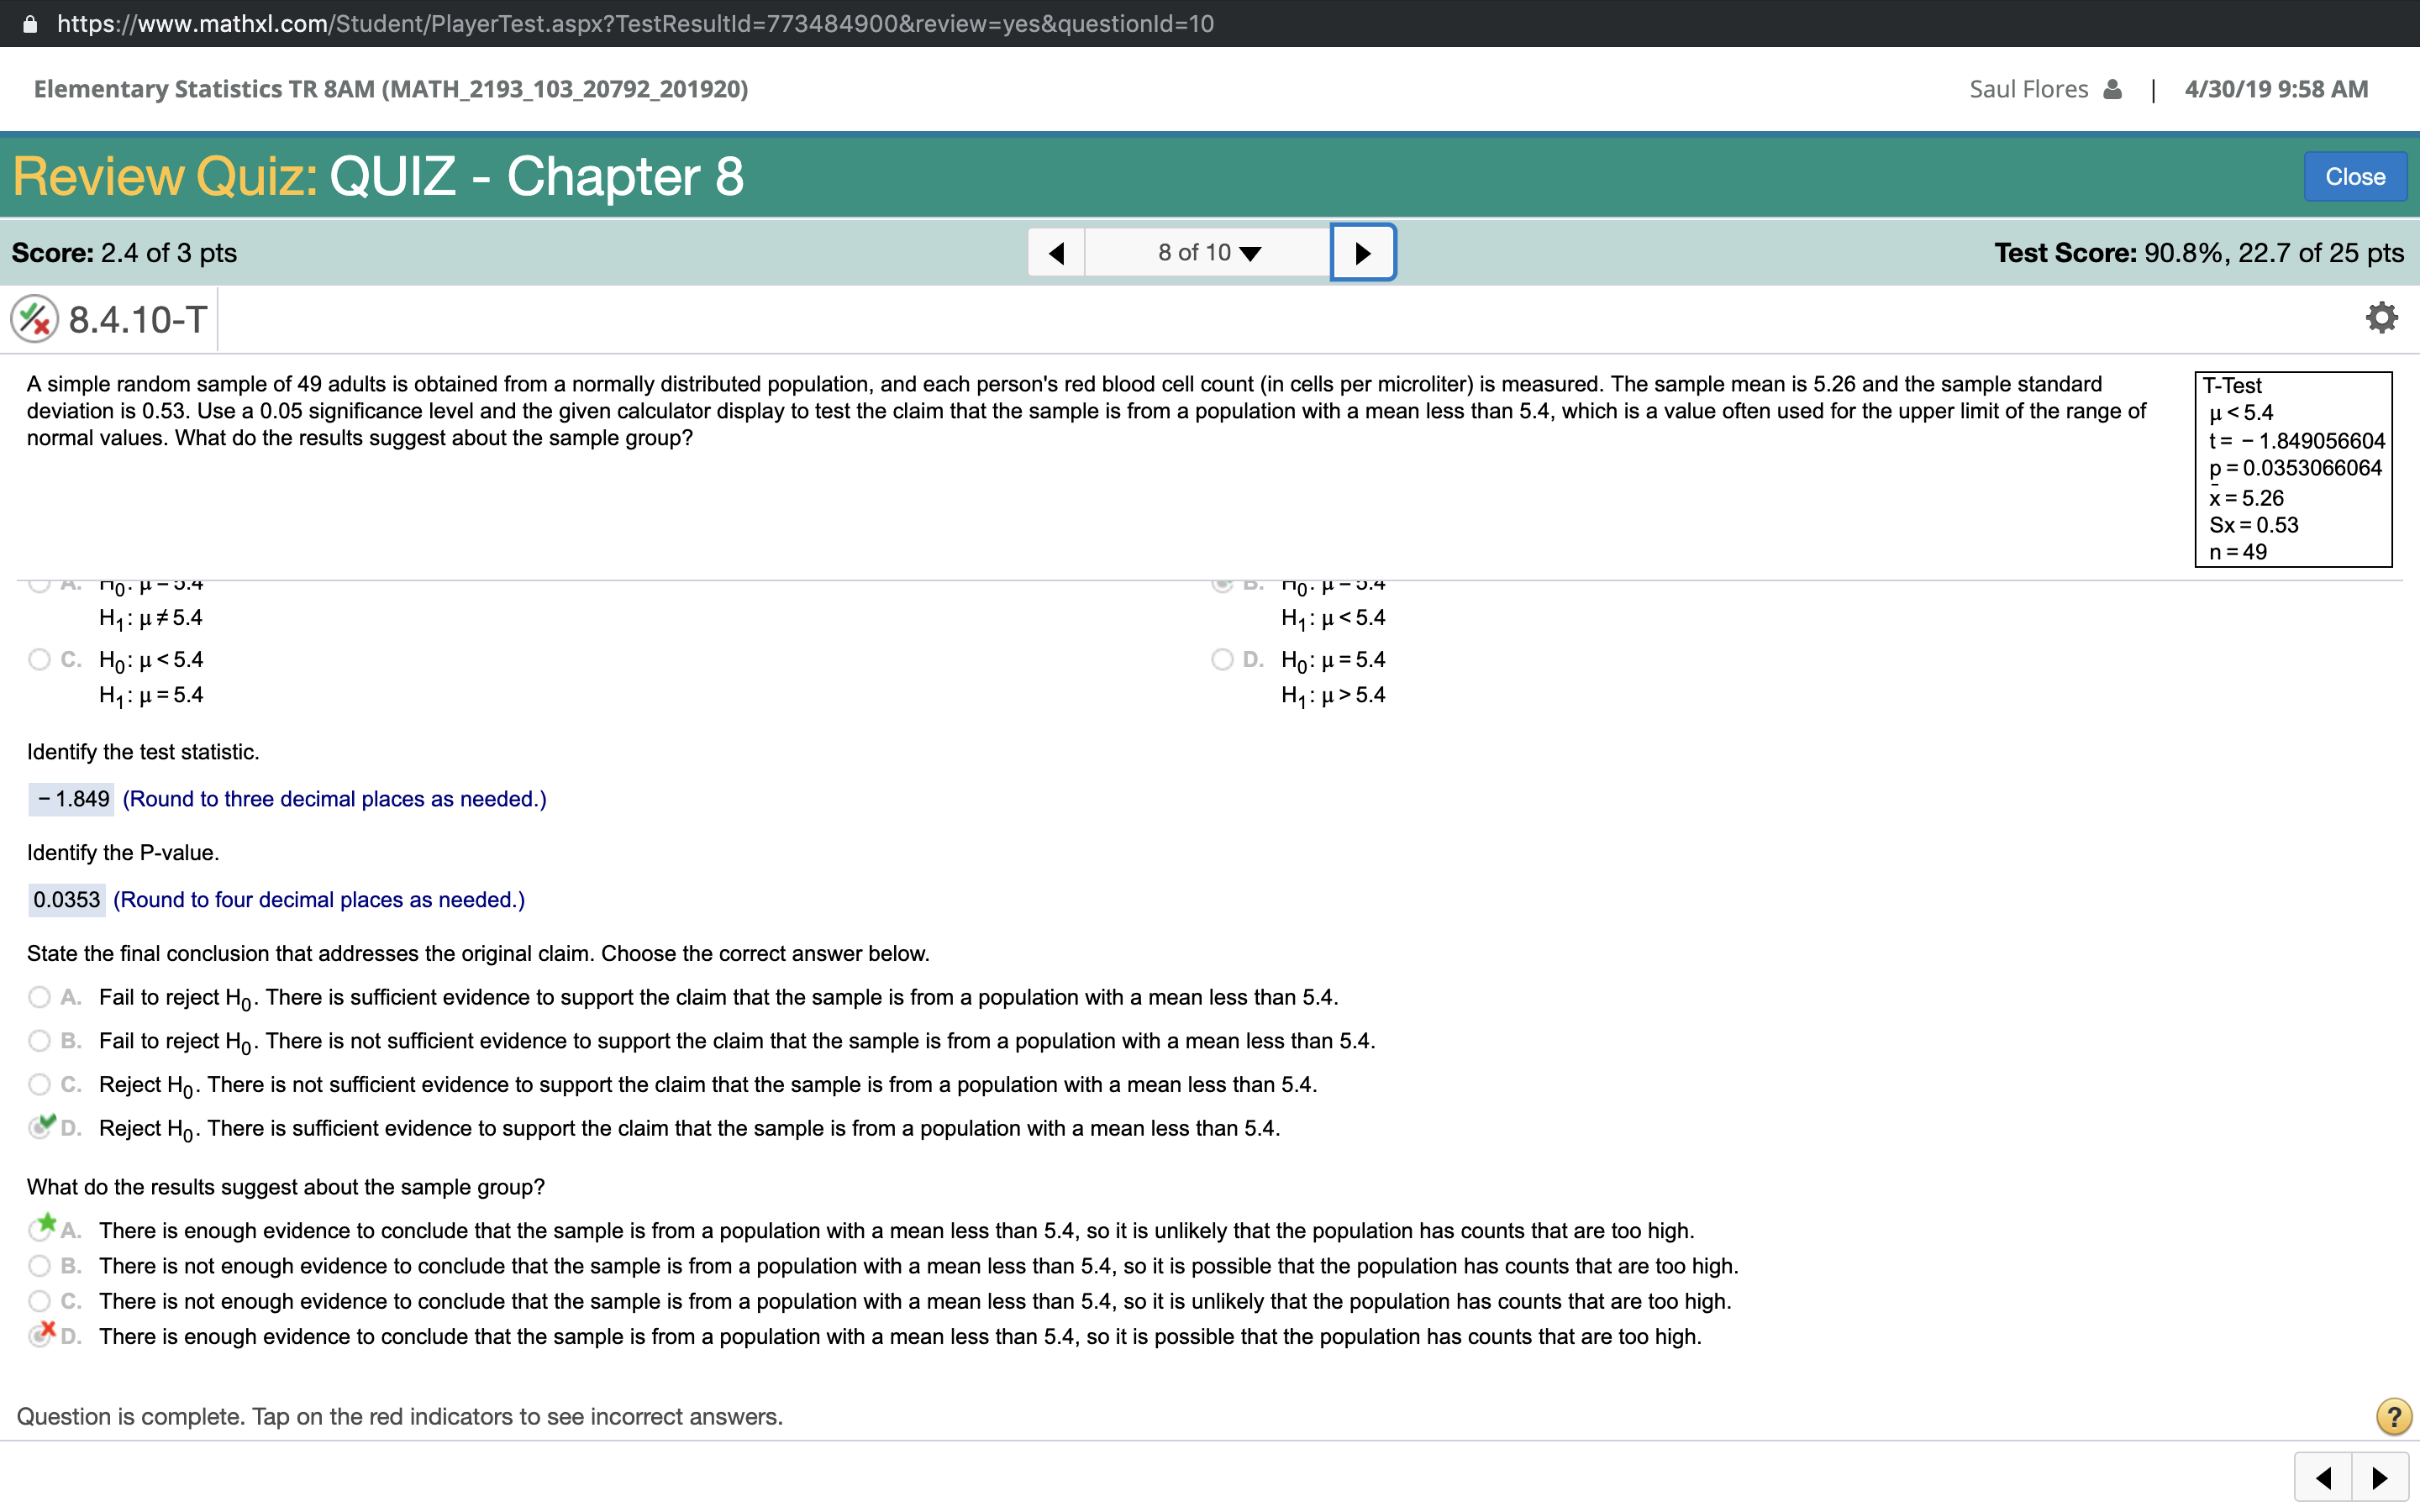 https://www.mathxl.com/Student/PlayerTest.aspx?TestResultId=773484900&review=yes&questionId=10
Elementary Statistics TR 8AM (MATH_2193_103_20792_201920)
Saul Flores | 4/30/19 9:58 AM
Review Quiz: QUIZ - Chapter 8
Close
Score: 2.4 of 3 pts
8 of 10
Test Score: 90.8%, 22.7 of 25 pts
8.4.10-T
A simple random sample of 49 adults is obtained from a normally distributed population, and each person's red blood cell count (in cells per microliter) is measured. The sample mean is 5.26 and the sample standard
deviation is 0.53. Use a 0.05 significance level and the given calculator display to test the claim that the sample is from a population with a mean less than 5.4, which is a value often used for the upper limit of the range of
normal values. What do the results suggest about the sample group?
T-Test
μ < 5.4
t = − 1.849056604
p = 0.0353066064
x̄ = 5.26
Sx = 0.53
n = 49
A. H₀: μ = 5.4
H₁: μ ≠ 5.4
B. H₀: μ = 5.4
H₁: μ < 5.4
C. H₀: μ < 5.4
H₁: μ = 5.4
D. H₀: μ = 5.4
H₁: μ > 5.4
Identify the test statistic.
− 1.849 (Round to three decimal places as needed.)
Identify the P-value.
0.0353 (Round to four decimal places as needed.)
State the final conclusion that addresses the original claim. Choose the correct answer below.
A. Fail to reject H₀. There is sufficient evidence to support the claim that the sample is from a population with a mean less than 5.4.
B. Fail to reject H₀. There is not sufficient evidence to support the claim that the sample is from a population with a mean less than 5.4.
C. Reject H₀. There is not sufficient evidence to support the claim that the sample is from a population with a mean less than 5.4.
D. Reject H₀. There is sufficient evidence to support the claim that the sample is from a population with a mean less than 5.4.
What do the results suggest about the sample group?
A. There is enough evidence to conclude that the sample is from a population with a mean less than 5.4, so it is unlikely that the population has counts that are too high.
B. There is not enough evidence to conclude that the sample is from a population with a mean less than 5.4, so it is possible that the population has counts that are too high.
C. There is not enough evidence to conclude that the sample is from a population with a mean less than 5.4, so it is unlikely that the population has counts that are too high.
D. There is enough evidence to conclude that the sample is from a population with a mean less than 5.4, so it is possible that the population has counts that are too high.
Question is complete. Tap on the red indicators to see incorrect answers.
?